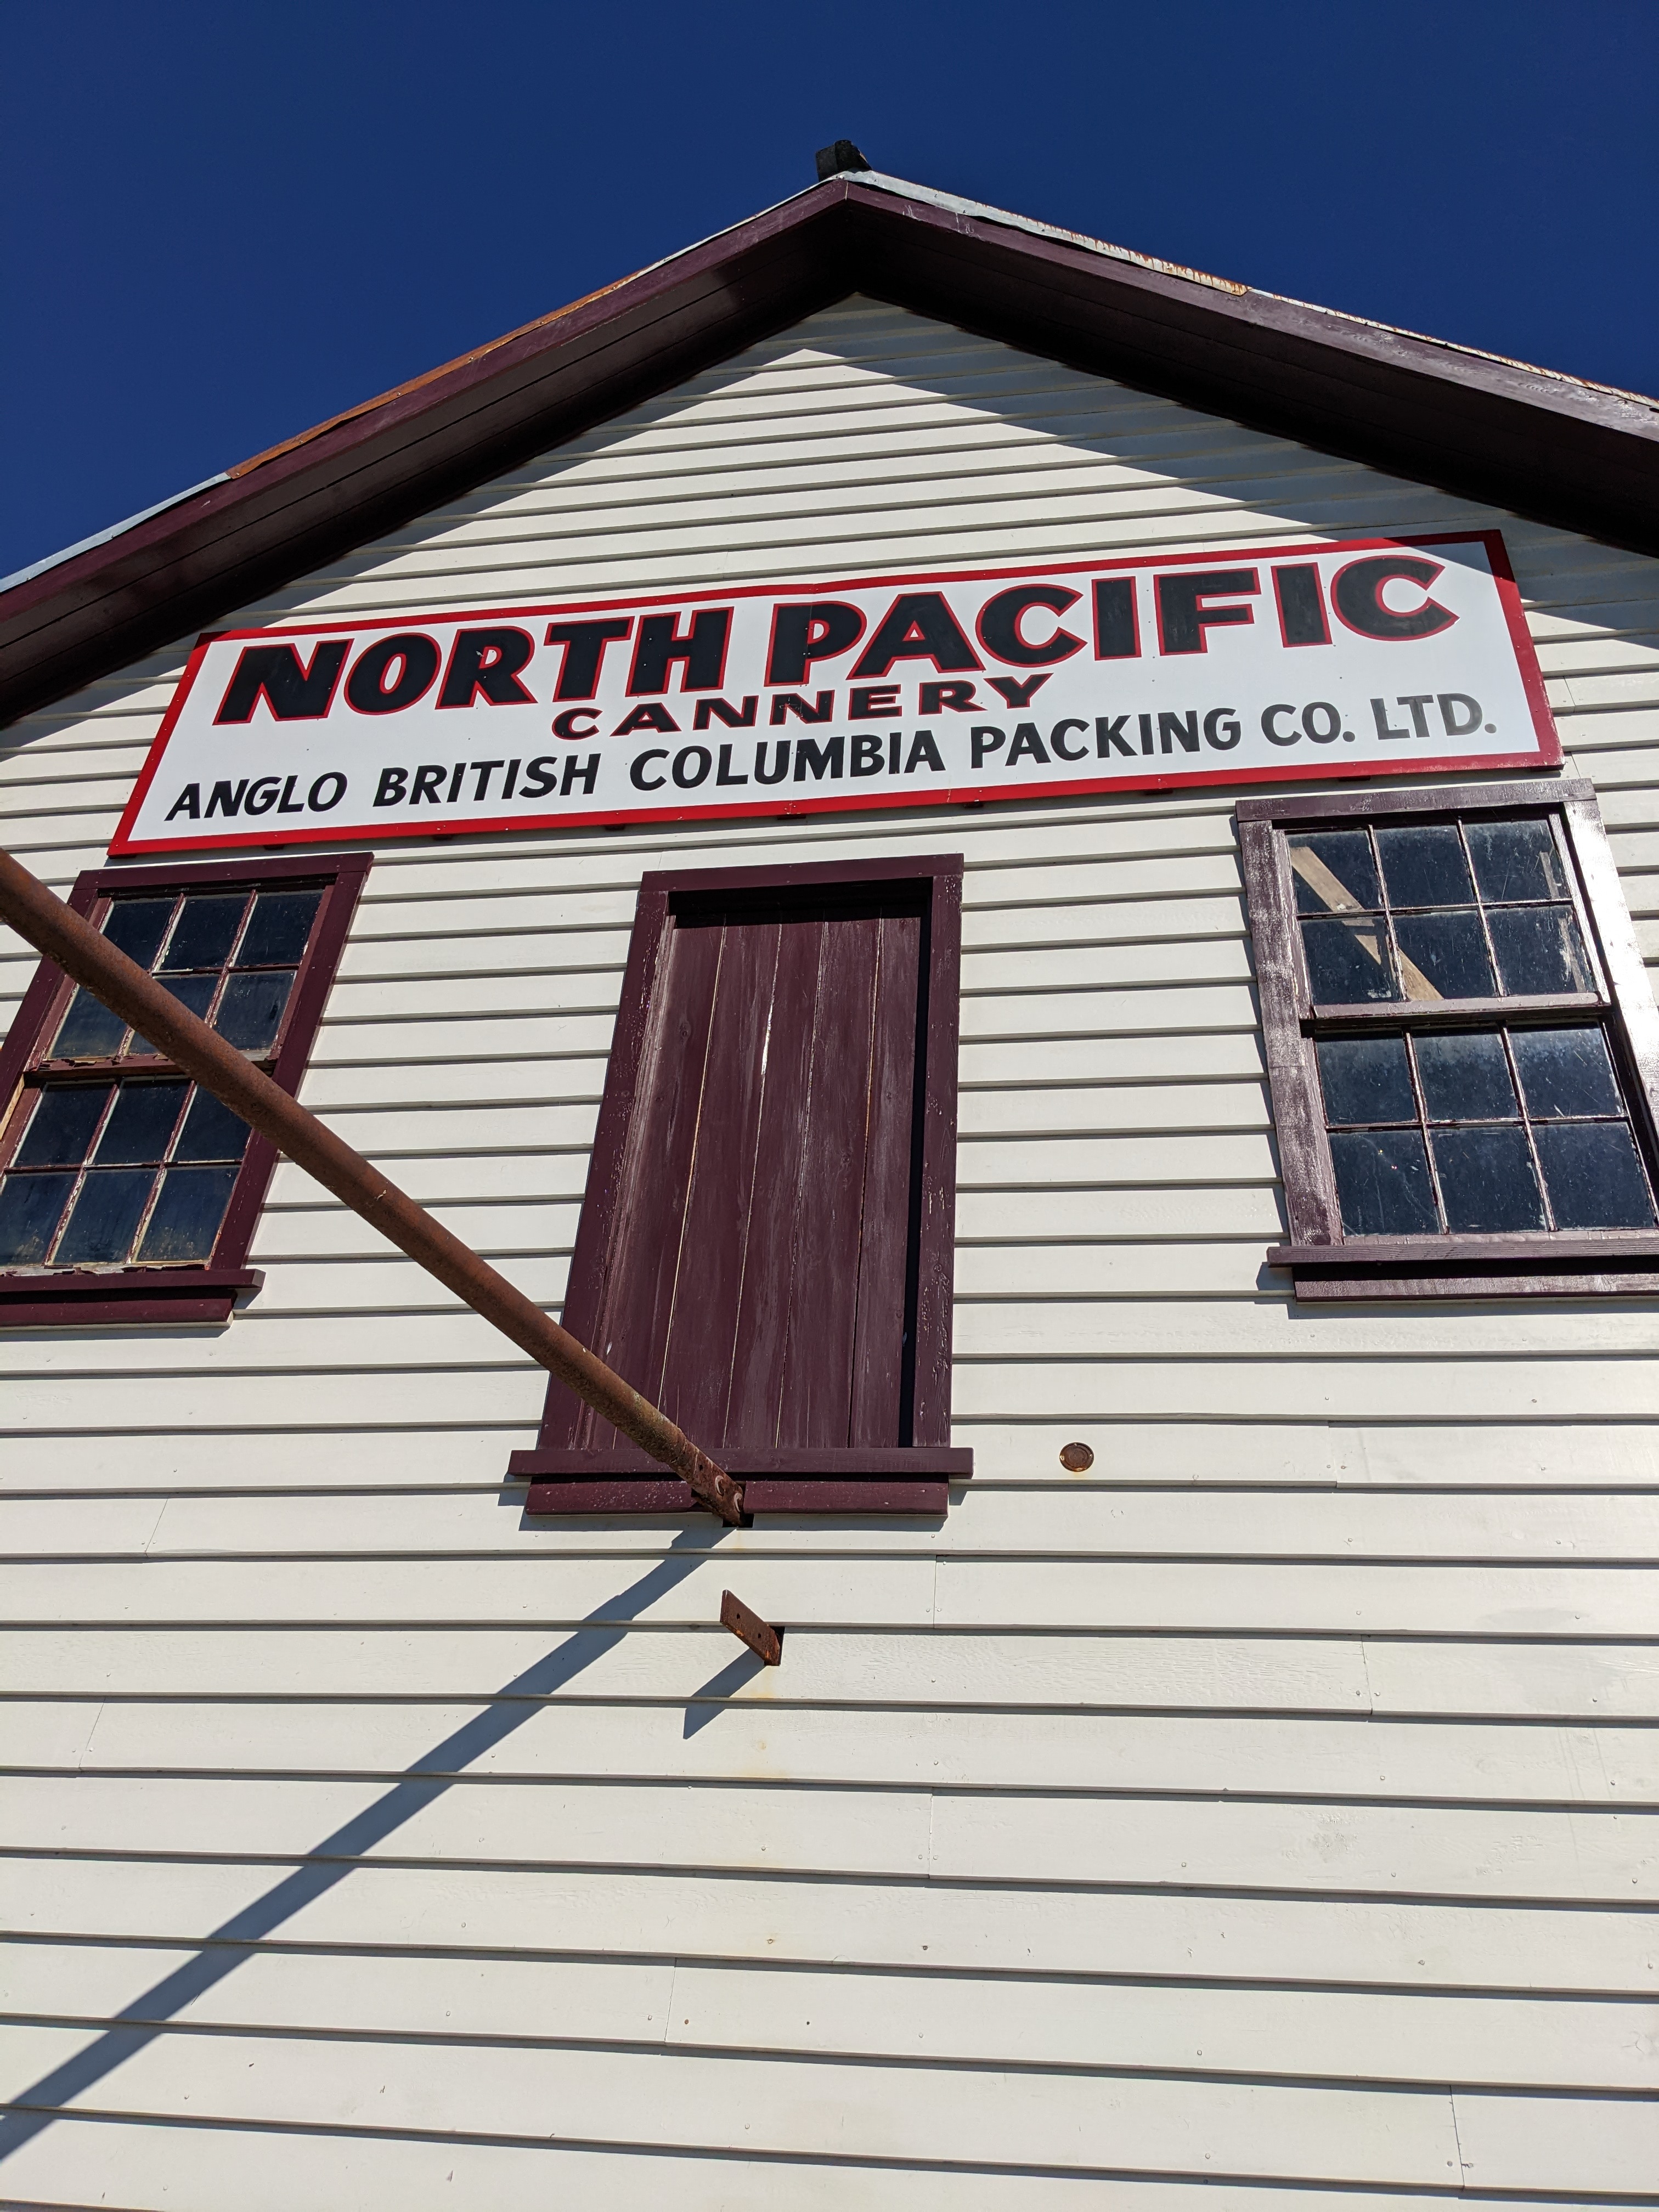 NORTH PACIFIC
CANNERY
ANGLO BRITISH COLUMBIA PACKING CO. LTD.